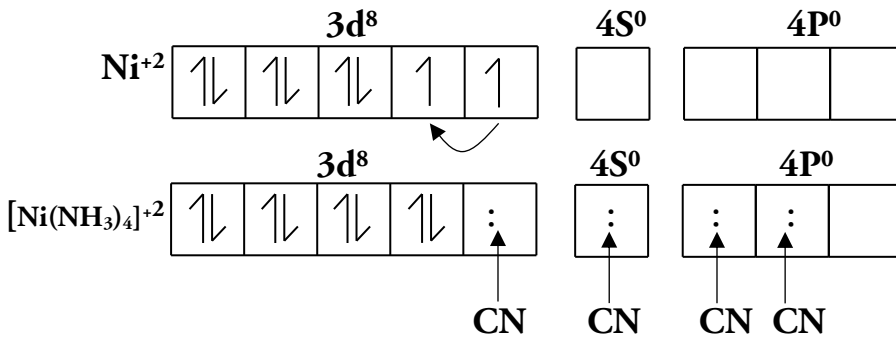 3d⁸ 4S⁰ 4P⁰
Ni⁺²
3d⁸ 4S⁰ 4P⁰
[Ni(NH₃)₄]⁺²
CN CN CN CN